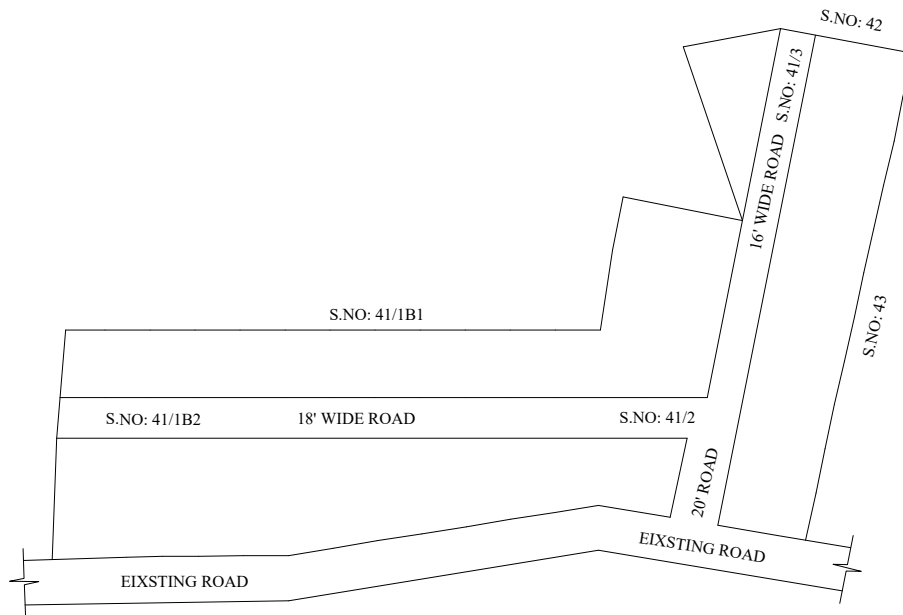 S.NO: 42
16' WIDE ROAD S.NO: 41/3
S.NO: 43
S.NO: 41/1B1
S.NO: 41/1B2
18' WIDE ROAD
S.NO: 41/2
20' ROAD
EIXSTING ROAD
EIXSTING ROAD